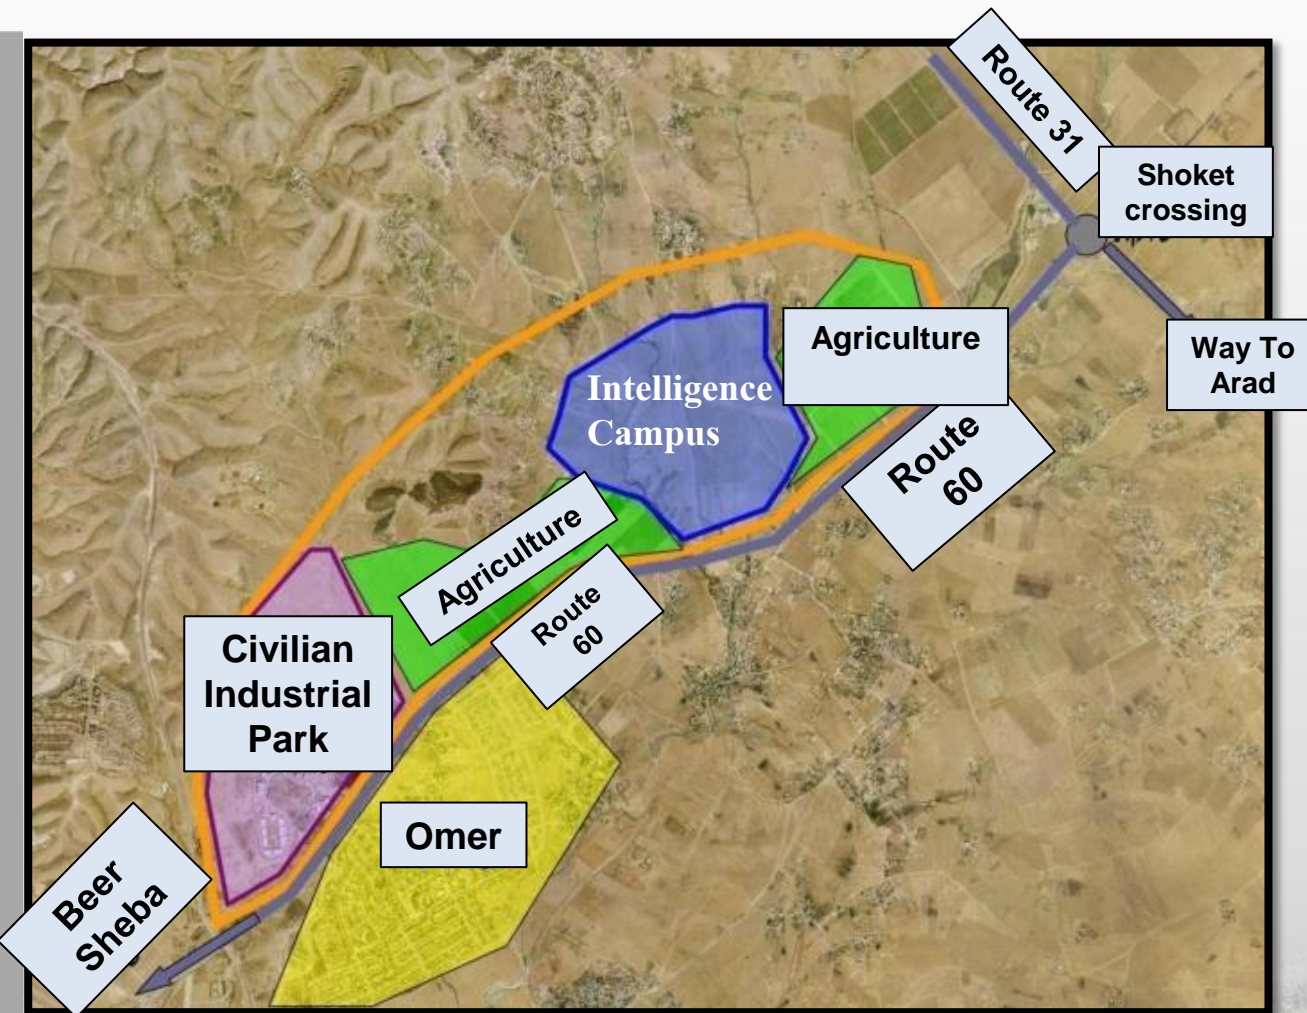 Route 31
Shoket
crossing
Way To
Arad
Agriculture
Intelligence
Campus
Route
60
Agriculture
Route
60
Civilian
Industrial
Park
Omer
Beer
Sheba